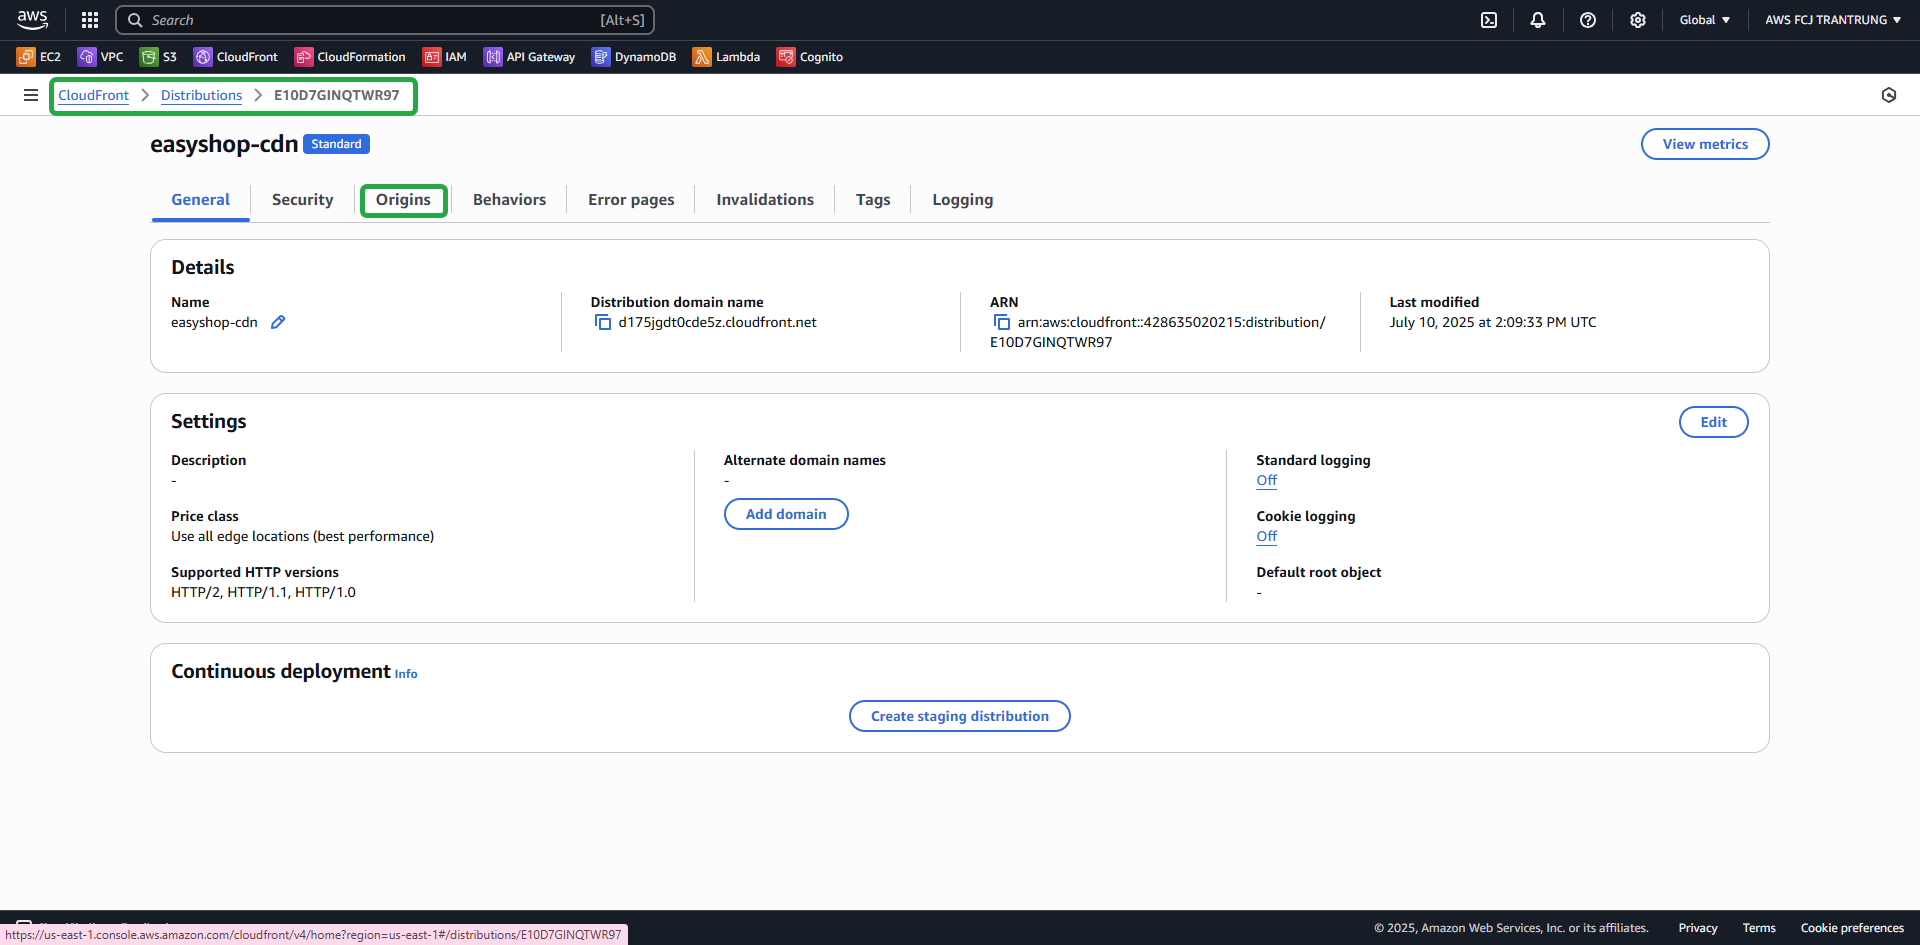 aws
Search [Alt+S]
Global
AWS FCJ TRANTRUNG
EC2 VPC S3 CloudFront CloudFormation IAM API Gateway DynamoDB Lambda Cognito
CloudFront Distributions E10D7GINQTWR97
easyshop-cdn Standard View metrics
General Security Origins Behaviors Error pages Invalidations Tags Logging
Details
Name
easyshop-cdn
Distribution domain name
d175jgdt0cde5z.cloudfront.net
ARN
arn:aws:cloudfront::428635020215:distribution/
E10D7GINQTWR97
Last modified
July 10, 2025 at 2:09:33 PM UTC
Settings Edit
Description
-
Price class
Use all edge locations (best performance)
Supported HTTP versions
HTTP/2, HTTP/1.1, HTTP/1.0
Alternate domain names
-
Add domain
Standard logging
Off
Cookie logging
Off
Default root object
-
Continuous deployment Info
Create staging distribution
© 2025, Amazon Web Services, Inc. or its affiliates. Privacy Terms Cookie preferences
https://us-east-1.console.aws.amazon.com/cloudfront/v4/home?region=us-east-1#/distributions/E10D7GINQTWR97